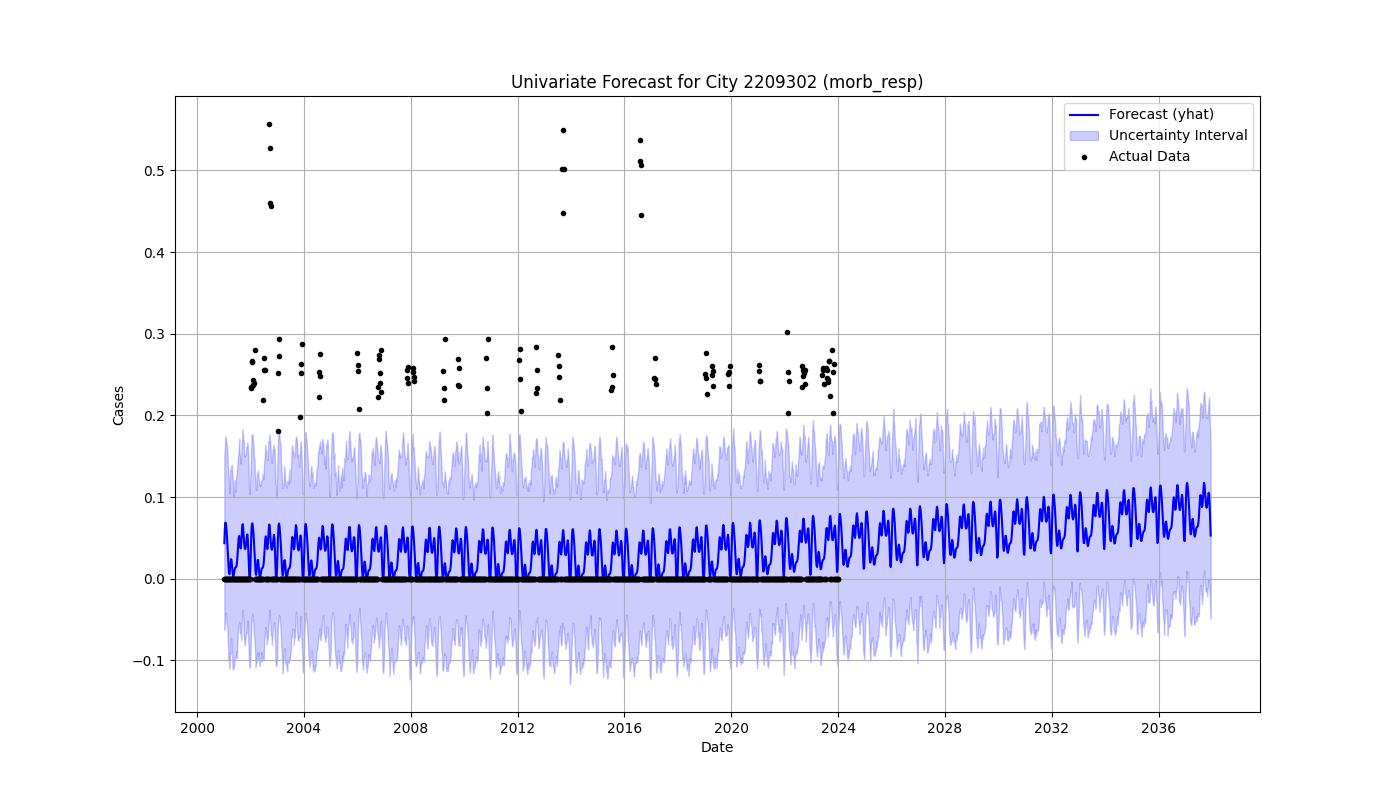 Univariate Forecast for City 2209302 (morb_resp)
Forecast (yhat)
Uncertainty Interval
Actual Data
Cases
0.5
0.4
0.3
0.2
0.1
0.0
−0.1
2000 2004 2008 2012 2016 2020 2024 2028 2032 2036
Date